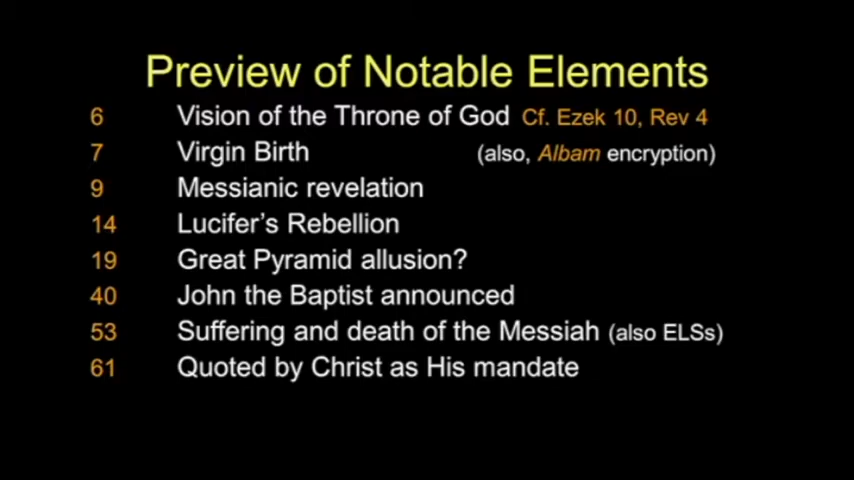 Preview of Notable Elements
6 Vision of the Throne of God Cf. Ezek 10, Rev 4
7 Virgin Birth (also, Albam encryption)
9 Messianic revelation
14 Lucifer's Rebellion
19 Great Pyramid allusion?
40 John the Baptist announced
53 Suffering and death of the Messiah (also ELSs)
61 Quoted by Christ as His mandate